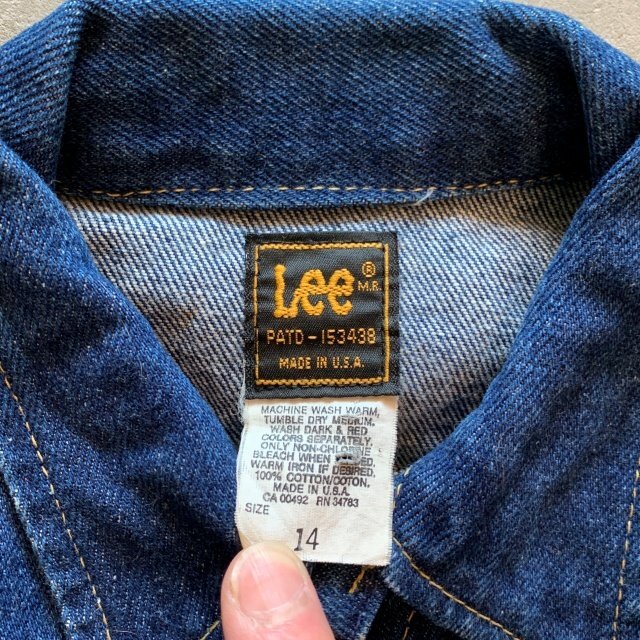 Lee ® M.R.
PATD-153438
MADE IN U.S.A.
MACHINE WASH WARM,
TUMBLE DRY MEDIUM.
WASH DARK & RED
COLORS SEPARATELY.
ONLY NON-CHLORINE
BLEACH WHEN
WARM IRON IF DESIRED.
100% COTTON/COTON.
MADE IN U.S.A.
CA 00492 RN 34783
SIZE
14